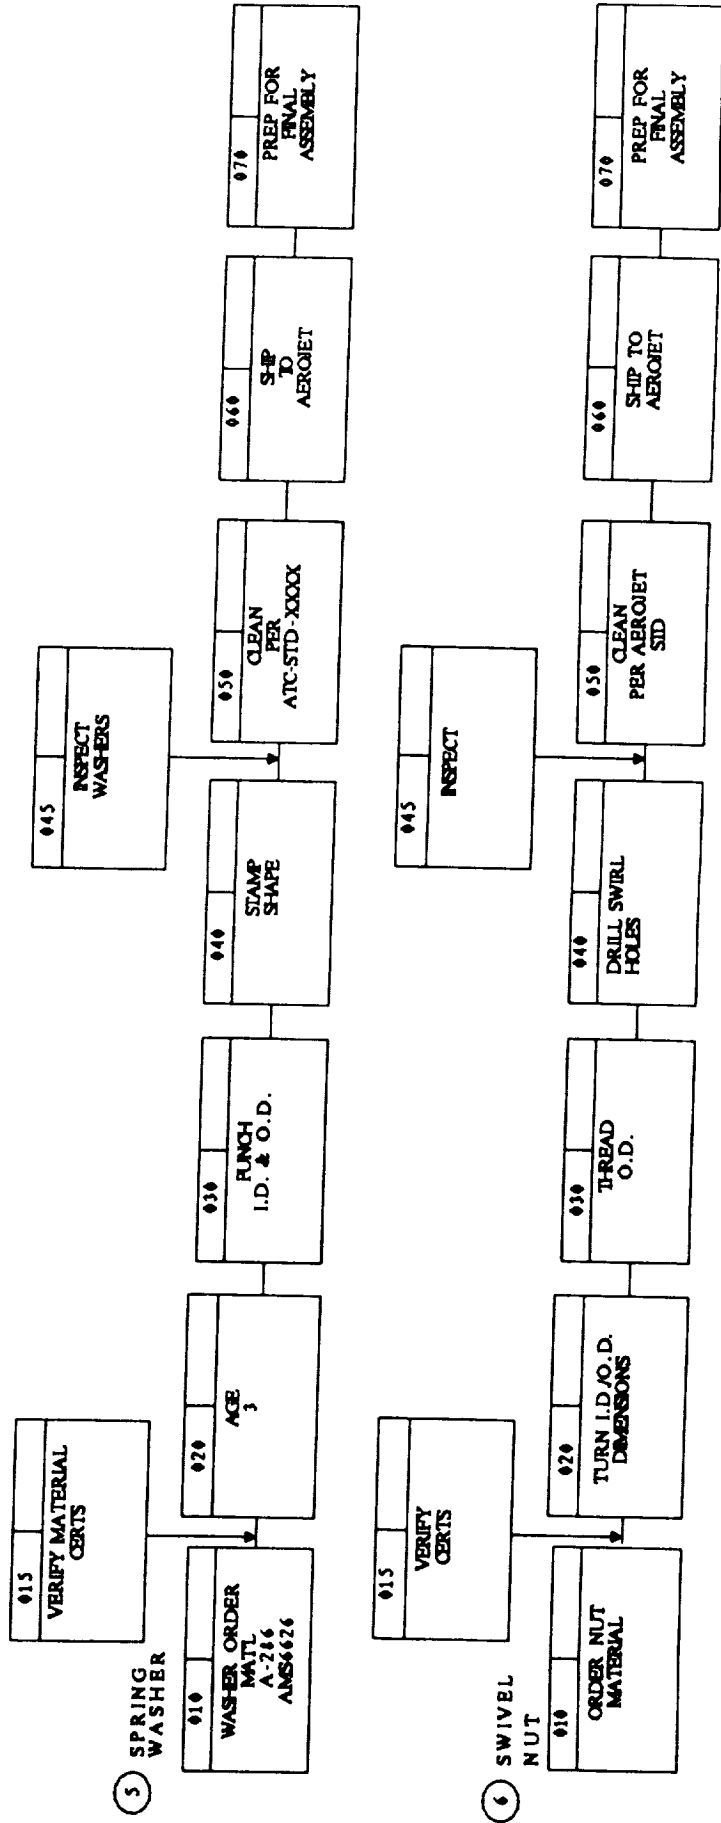 5 SPRING
WASHER
010
WASHER ORDER
MATL
A-286
AMS6626
015
VERIFY MATERIAL
CERTS
020
AGE
3
030
PUNCH
I.D. & O.D.
040
STAMP
SHAPE
045
INSPECT
WASHERS
050
CLEAN
PER
ATC-STD-XXXX
060
SHIP
TO
AEROJET
070
PREP FOR
FINAL
ASSEMBLY
6 SWIVEL
NUT
010
ORDER NUT
MATERIAL
015
VERIFY
CERTS
020
TURN I.D/O.D.
DIMENSIONS
030
THREAD
O.D.
040
DRILL SWIRL
HOLES
045
INSPECT
050
CLEAN
PER AEROJET
STD
060
SHIP TO
AEROJET
070
PREP FOR
FINAL
ASSEMBLY